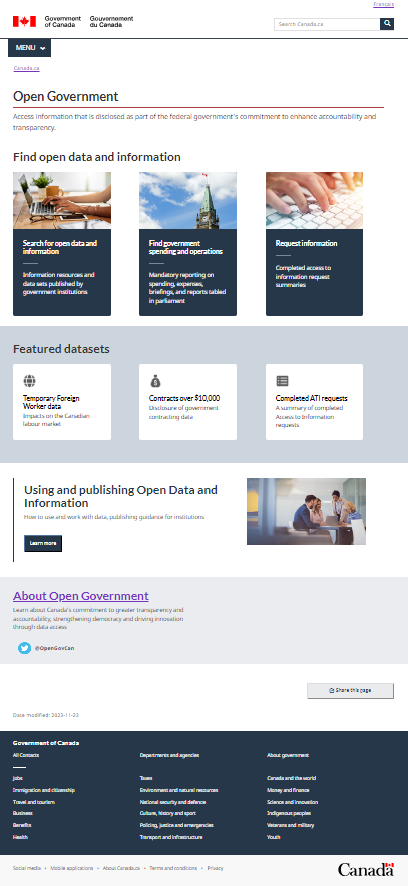 Français
Government
of Canada
Gouvernement
du Canada
Search Canada.ca
MENU
Canada.ca
Open Government
Access information that is disclosed as part of the federal government's commitment to enhance accountability and
transparency.
Find open data and information
Search for open data and
information
Information resources and
data sets published by
government institutions
Find government
spending and operations
Mandatory reporting on
spending, expenses,
briefings, and reports tabled
in parliament
Request information
Completed access to
information request
summaries
Featured datasets
Temporary Foreign
Worker data
Impacts on the Canadian
labour market
Contracts over $10,000
Disclosure of government
contracting data
Completed ATI requests
A summary of completed
Access to Information
requests
Using and publishing Open Data and
Information
How to use and work with data, publishing guidance for institutions
Learn more
About Open Government
Learn about Canada's commitment to greater transparency and
accountability, strengthening democracy and driving innovation
through data access
@OpenGovCan
Share this page
Date modified: 2023-11-23
Government of Canada
All Contacts
Departments and agencies
About government
Jobs
Taxes
Canada and the world
Immigration and citizenship
Environment and natural resources
Money and finance
Travel and tourism
National security and defence
Science and innovation
Business
Culture, history and sport
Indigenous peoples
Benefits
Policing, justice and emergencies
Veterans and military
Health
Transport and infrastructure
Youth
Social media • Mobile applications • About Canada.ca • Terms and conditions • Privacy
Canada